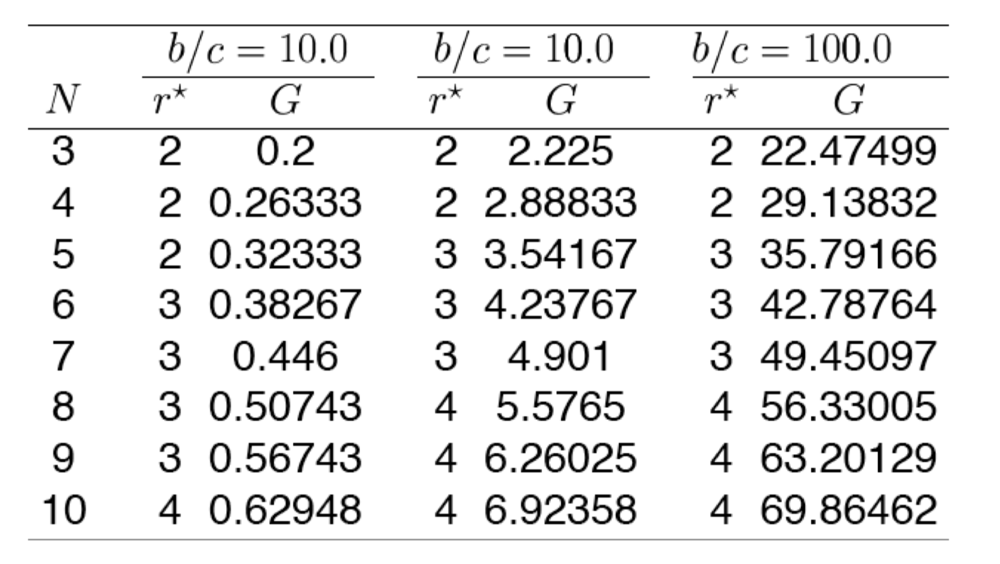 b/c = 10.0 b/c = 10.0 b/c = 100.0
N r⋆ G r⋆ G r⋆ G
3 2 0.2 2 2.225 2 22.47499
4 2 0.26333 2 2.88833 2 29.13832
5 2 0.32333 3 3.54167 3 35.79166
6 3 0.38267 3 4.23767 3 42.78764
7 3 0.446 3 4.901 3 49.45097
8 3 0.50743 4 5.5765 4 56.33005
9 3 0.56743 4 6.26025 4 63.20129
10 4 0.62948 4 6.92358 4 69.86462